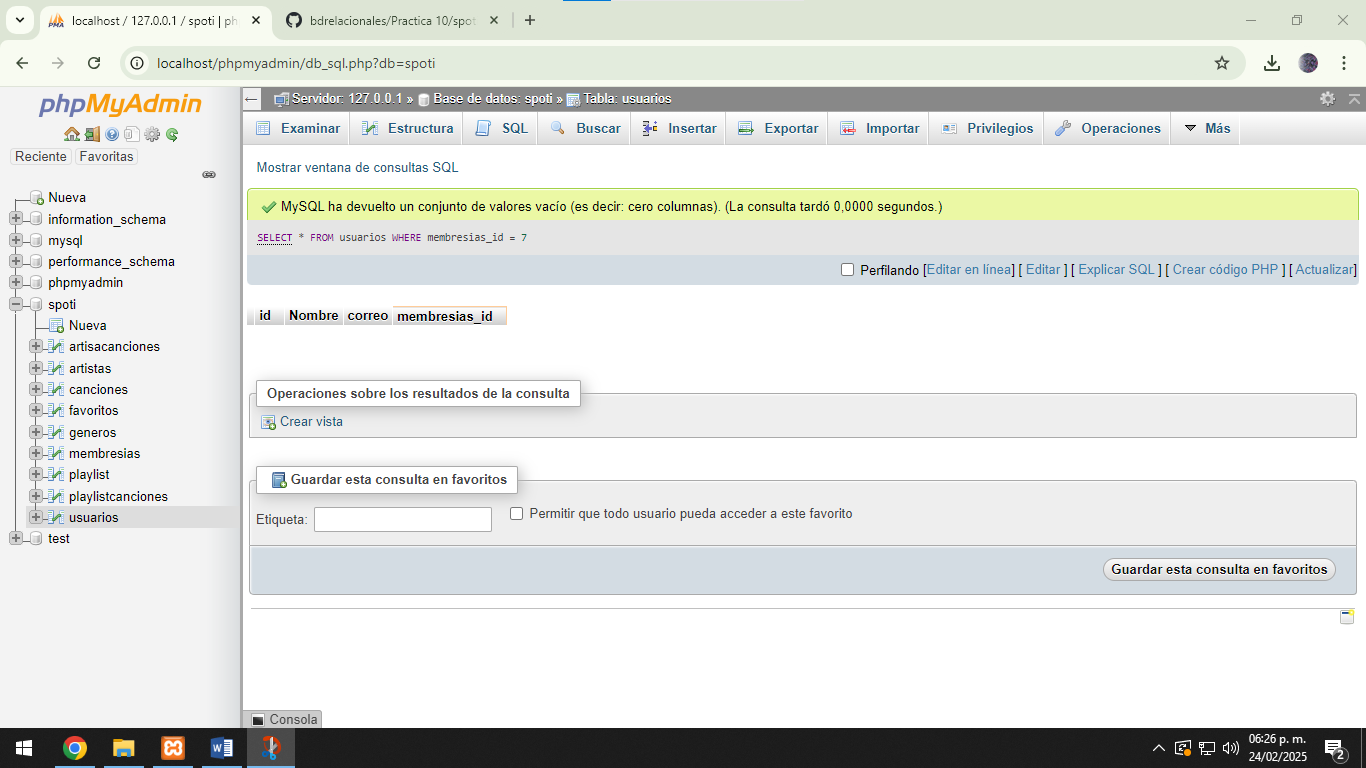 localhost / 127.0.0.1 / spoti | ph
bdrelacionales/Practica 10/spot
localhost/phpmyadmin/db_sql.php?db=spoti
phpMyAdmin
Reciente
Favoritas
Nueva
information_schema
mysql
performance_schema
phpmyadmin
spoti
Nueva
artisacanciones
artistas
canciones
favoritos
generos
membresias
playlist
playlistcanciones
usuarios
test
Servidor: 127.0.0.1 » Base de datos: spoti » Tabla: usuarios
Examinar Estructura SQL Buscar Insertar Exportar Importar Privilegios Operaciones Más
Mostrar ventana de consultas SQL
MySQL ha devuelto un conjunto de valores vacío (es decir: cero columnas). (La consulta tardó 0,0000 segundos.)
SELECT * FROM usuarios WHERE membresias_id = 7
Perfilando [Editar en línea] [ Editar ] [ Explicar SQL ] [ Crear código PHP ] [ Actualizar]
id Nombre correo membresias_id
Operaciones sobre los resultados de la consulta
Crear vista
Guardar esta consulta en favoritos
Etiqueta: Permitir que todo usuario pueda acceder a este favorito
Guardar esta consulta en favoritos
Consola
06:26 p. m.
24/02/2025
2